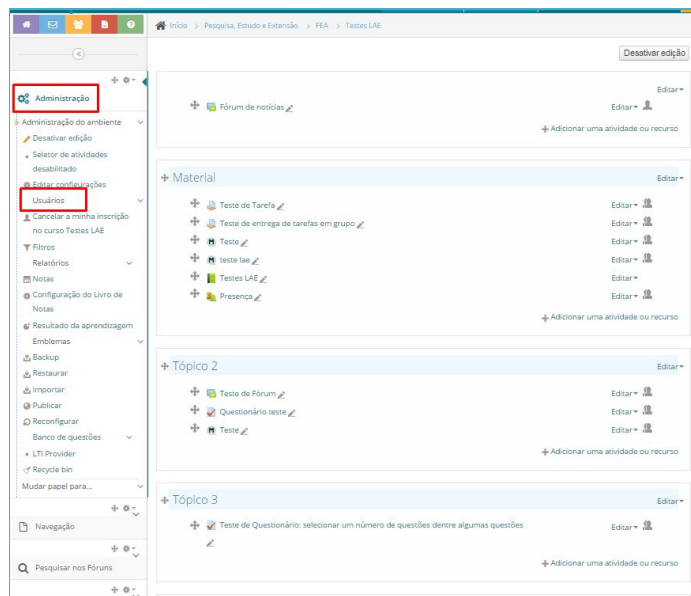 Início > Pesquisa, Estudo e Extensão > FEA > Testes LAE
Desativar edição
Administração
Administração do ambiente
Desativar edição
Seletor de atividades
desabilitado
Editar configurações
Usuários
Cancelar a minha inscrição
no curso Testes LAE
Filtros
Relatórios
Notas
Configuração do Livro de
Notas
Resultado da aprendizagem
Emblemas
Backup
Restaurar
Importar
Publicar
Reconfigurar
Banco de questões
LTI Provider
Recycle bin
Mudar papel para...
Navegação
Pesquisar nos Fóruns
Editar
Fórum de notícias Editar
Adicionar uma atividade ou recurso
Material Editar
Teste de Tarefa Editar
Teste de entrega de tarefas em grupo Editar
Teste Editar
teste lae Editar
Testes LAE Editar
Presença Editar
Adicionar uma atividade ou recurso
Tópico 2 Editar
Teste de Fórum Editar
Questionário teste Editar
Teste Editar
Adicionar uma atividade ou recurso
Tópico 3 Editar
Teste de Questionário: selecionar um número de questões dentre algumas questões Editar
Adicionar uma atividade ou recurso